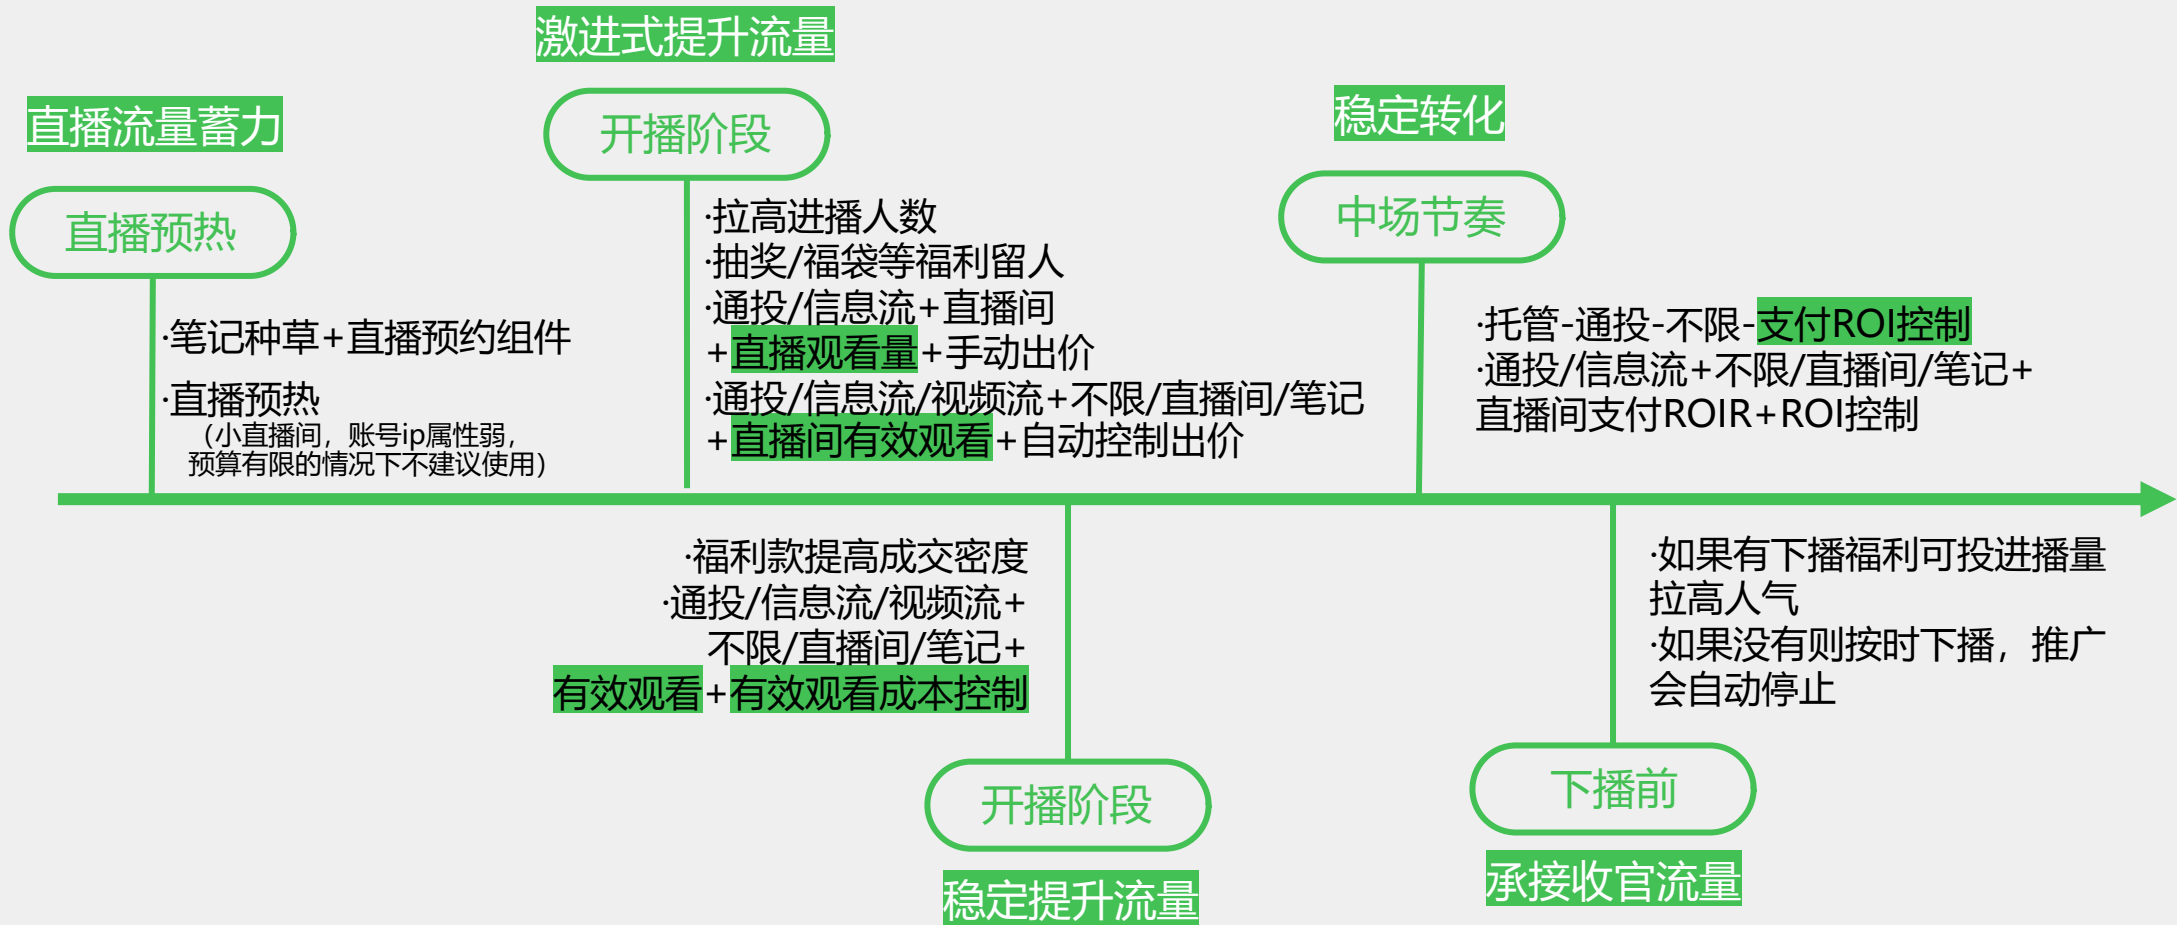 直播流量蓄力
直播预热
·笔记种草+直播预约组件
·直播预热
（小直播间，账号ip属性弱，
预算有限的情况下不建议使用）
激进式提升流量
开播阶段
·拉高进播人数
·抽奖/福袋等福利留人
·通投/信息流+直播间
+直播观看量+手动出价
·通投/信息流/视频流+不限/直播间/笔记
+直播间有效观看+自动控制出价
·福利款提高成交密度
·通投/信息流/视频流+
不限/直播间/笔记+
有效观看+有效观看成本控制
开播阶段
稳定提升流量
稳定转化
中场节奏
·托管-通投-不限-支付ROI控制
·通投/信息流+不限/直播间/笔记+
直播间支付ROIR+ROI控制
·如果有下播福利可投进播量
拉高人气
·如果没有则按时下播，推广
会自动停止
下播前
承接收官流量